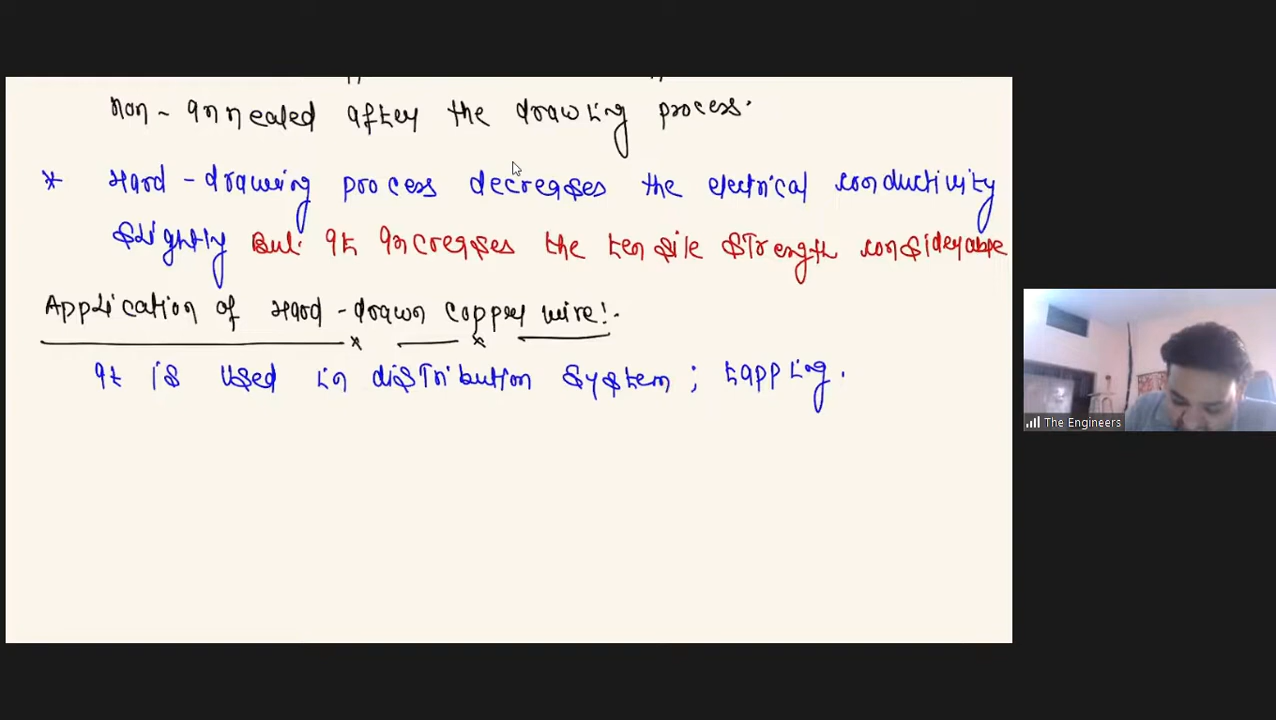 non-annealed after the drawing process.
* Hard-drawing process decreases the electrical conductivity
slightly But it increases the tensile strength considerable
Application of Hard-drawn copper wire:-
It is used in distribution system; tapping.
The Engineers